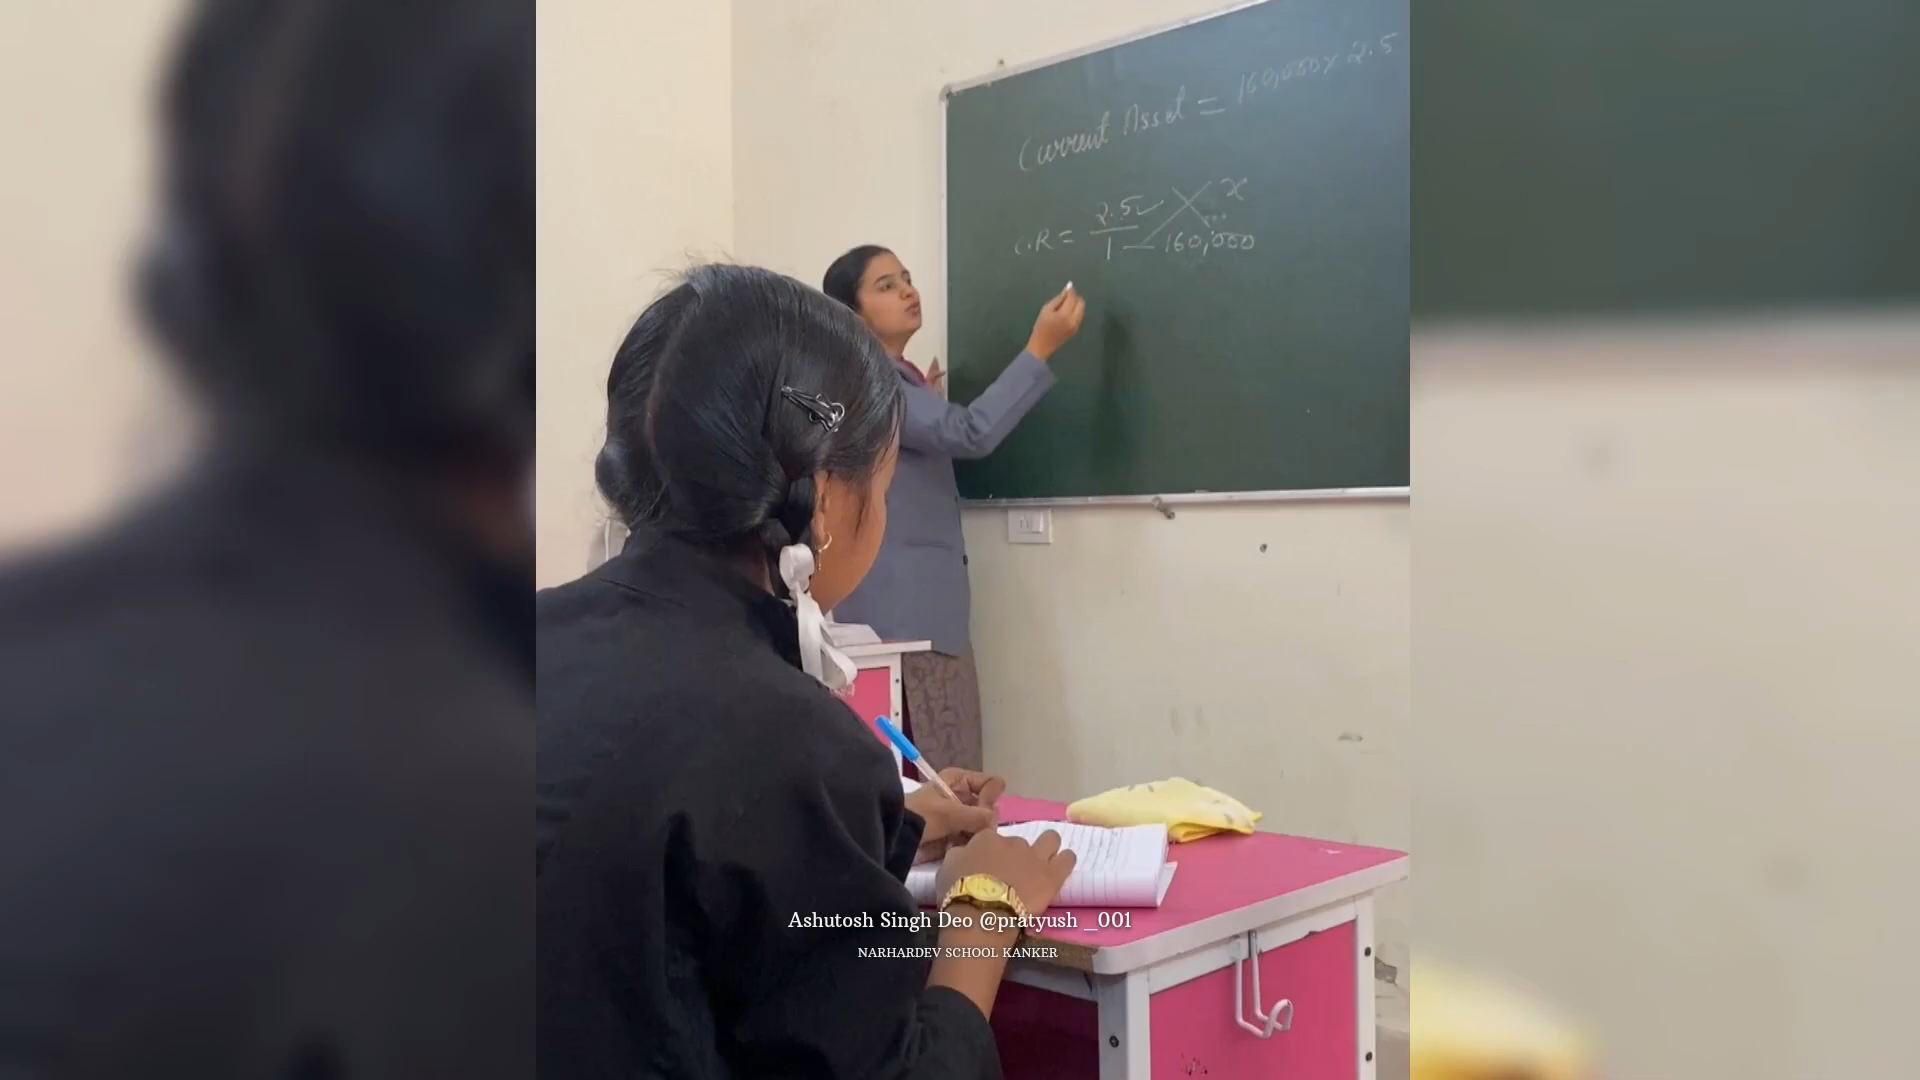 Current Asset = 160,000 x 2.5
C.R = 2.5 x
1 160,000
Ashutosh Singh Deo @pratyush _001
NARHARDEV SCHOOL KANKER